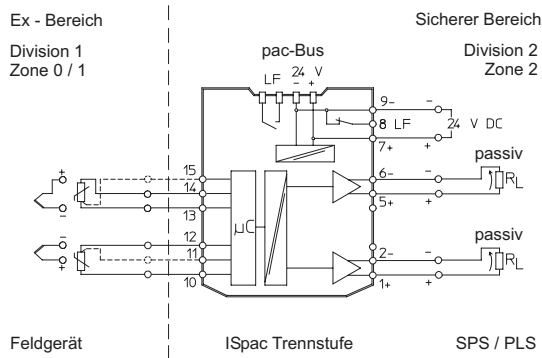 Ex - Bereich
Sicherer Bereich
Division 1
Zone 0 / 1
pac-Bus
Division 2
Zone 2
LF
24 V
- +
9-
-
8 LF
24 V DC
7+
+
passiv
15
14
13
6-
-
5+
+
RL
+
-
µC
12
11
10
passiv
2-
-
1+
+
RL
-
+
Feldgerät
ISpac Trennstufe
SPS / PLS